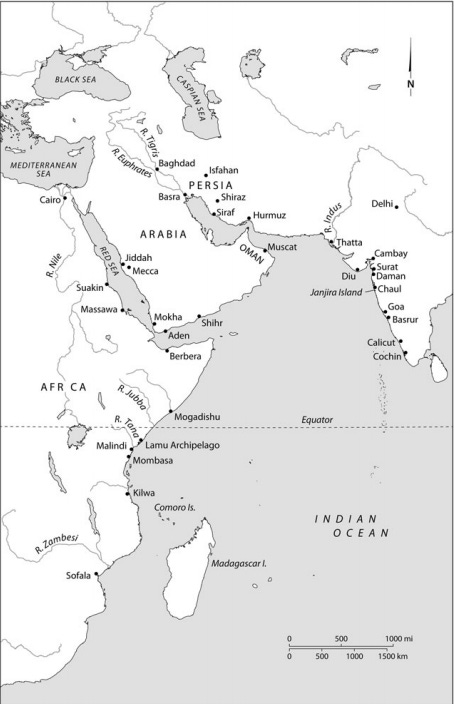 BLACK SEA
CASPIAN SEA
N
MEDITERRANEAN
SEA
R. Tigris
R. Euphrates
Baghdad
Isfahan
PERSIA
Basra
Shiraz
Siraf
Hurmuz
Cairo
Delhi
R. Indus
ARABIA
OMAN
Muscat
Thatta
R. Nile
RED SEA
Jiddah
Mecca
Cambay
Surat
Diu
Daman
Suakin
Janjira Island
Chaul
Massawa
Mokha
Shihr
Goa
Aden
Basrur
Berbera
Calicut
Cochin
AFRICA
R. Jubba
Mogadishu
R. Tana
Equator
Malindi
Lamu Archipelago
Mombasa
Kilwa
Comoro Is.
INDIAN
OCEAN
R. Zambesi
Madagascar I.
Sofala
0 500 1000 mi
0 500 1000 1500 km